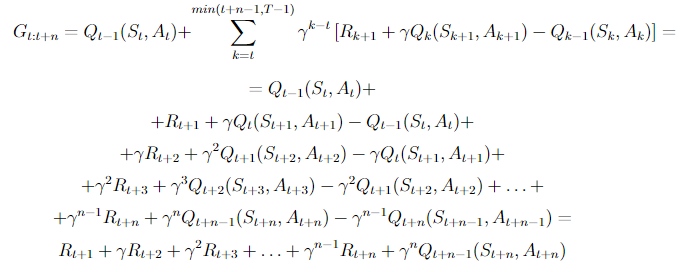 $G_{t:t+n} = Q_{t-1}(S_t, A_t) + \sum_{k=t}^{min(t+n-1,T-1)} \gamma^{k-t} [R_{k+1} + \gamma Q_k(S_{k+1}, A_{k+1}) - Q_{k-1}(S_k, A_k)] =$
$= Q_{t-1}(S_t, A_t) +$
$+ R_{t+1} + \gamma Q_t(S_{t+1}, A_{t+1}) - Q_{t-1}(S_t, A_t) +$
$+ \gamma R_{t+2} + \gamma^2 Q_{t+1}(S_{t+2}, A_{t+2}) - \gamma Q_t(S_{t+1}, A_{t+1}) +$
$+ \gamma^2 R_{t+3} + \gamma^3 Q_{t+2}(S_{t+3}, A_{t+3}) - \gamma^2 Q_{t+1}(S_{t+2}, A_{t+2}) + \ldots +$
$+ \gamma^{n-1} R_{t+n} + \gamma^n Q_{t+n-1}(S_{t+n}, A_{t+n}) - \gamma^{n-1} Q_{t+n}(S_{t+n-1}, A_{t+n-1}) =$
$R_{t+1} + \gamma R_{t+2} + \gamma^2 R_{t+3} + \ldots + \gamma^{n-1} R_{t+n} + \gamma^n Q_{t+n-1}(S_{t+n}, A_{t+n})$